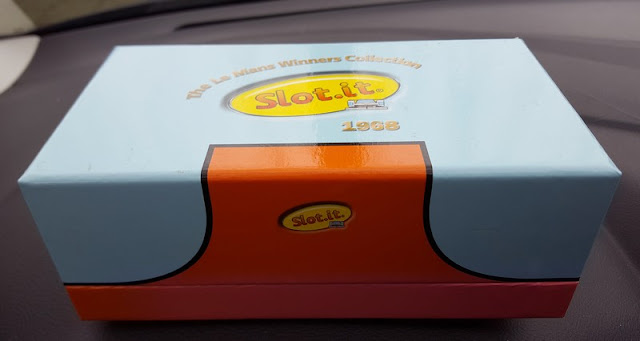 The Le Mans Winners Collection
Slot.it.
1968
Slot.it.